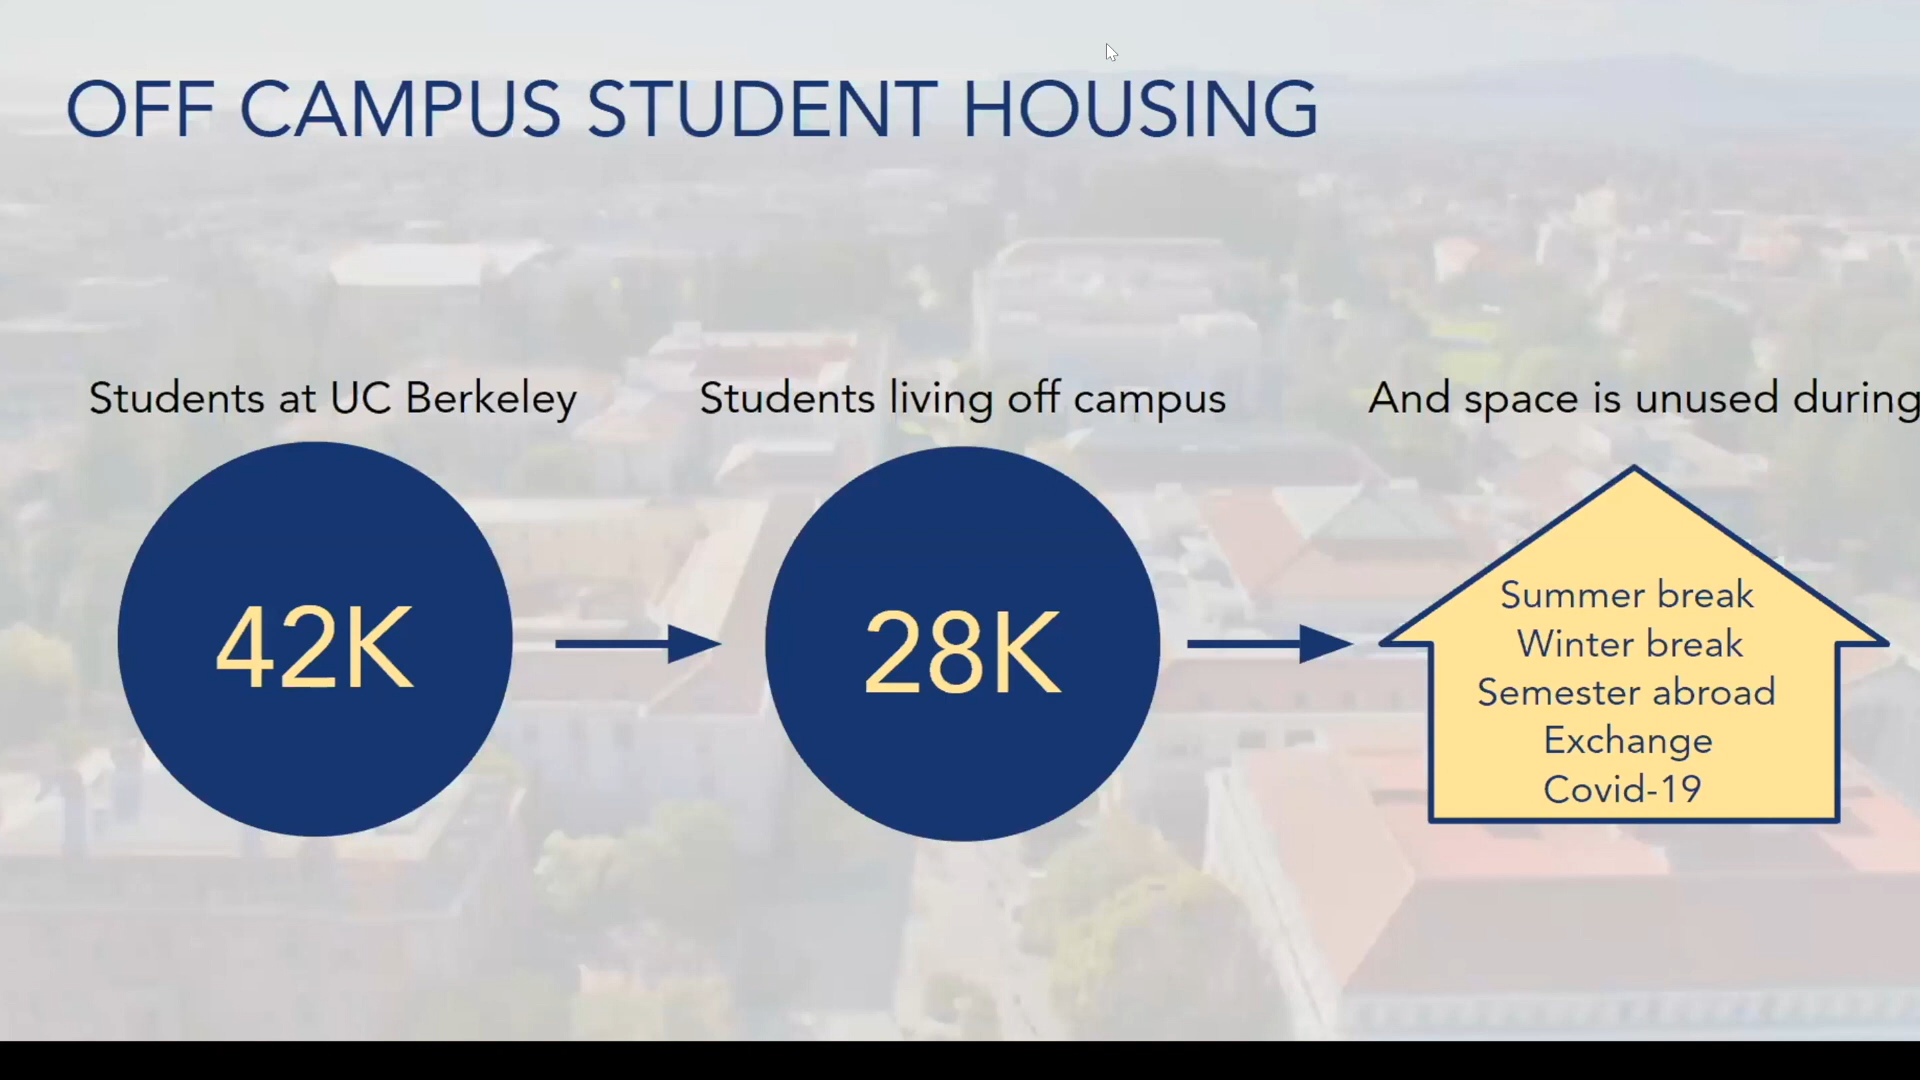 OFF CAMPUS STUDENT HOUSING
Students at UC Berkeley
42K
Students living off campus
28K
And space is unused during
Summer break
Winter break
Semester abroad
Exchange
Covid-19